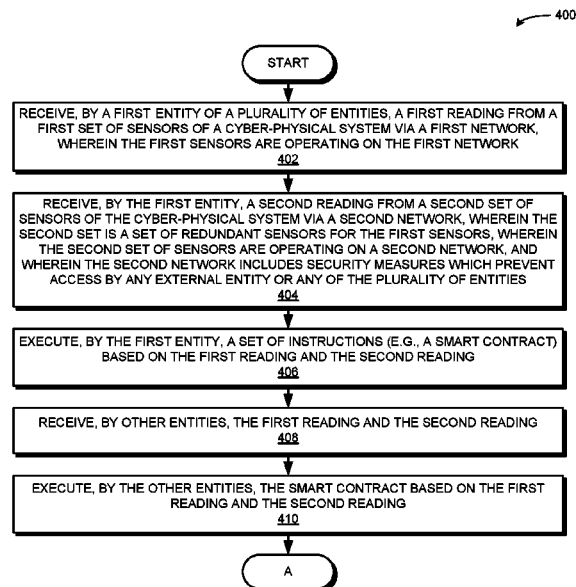 400
START
RECEIVE, BY A FIRST ENTITY OF A PLURALITY OF ENTITIES, A FIRST READING FROM A
FIRST SET OF SENSORS OF A CYBER-PHYSICAL SYSTEM VIA A FIRST NETWORK,
WHEREIN THE FIRST SENSORS ARE OPERATING ON THE FIRST NETWORK
402
RECEIVE, BY THE FIRST ENTITY, A SECOND READING FROM A SECOND SET OF
SENSORS OF THE CYBER-PHYSICAL SYSTEM VIA A SECOND NETWORK, WHEREIN THE
SECOND SET IS A SET OF REDUNDANT SENSORS FOR THE FIRST SENSORS, WHEREIN
THE SECOND SET OF SENSORS ARE OPERATING ON A SECOND NETWORK, AND
WHEREIN THE SECOND NETWORK INCLUDES SECURITY MEASURES WHICH PREVENT
ACCESS BY ANY EXTERNAL ENTITY OR ANY OF THE PLURALITY OF ENTITIES
404
EXECUTE, BY THE FIRST ENTITY, A SET OF INSTRUCTIONS (E.G., A SMART CONTRACT)
BASED ON THE FIRST READING AND THE SECOND READING
406
RECEIVE, BY OTHER ENTITIES, THE FIRST READING AND THE SECOND READING
408
EXECUTE, BY THE OTHER ENTITIES, THE SMART CONTRACT BASED ON THE FIRST
READING AND THE SECOND READING
410
A